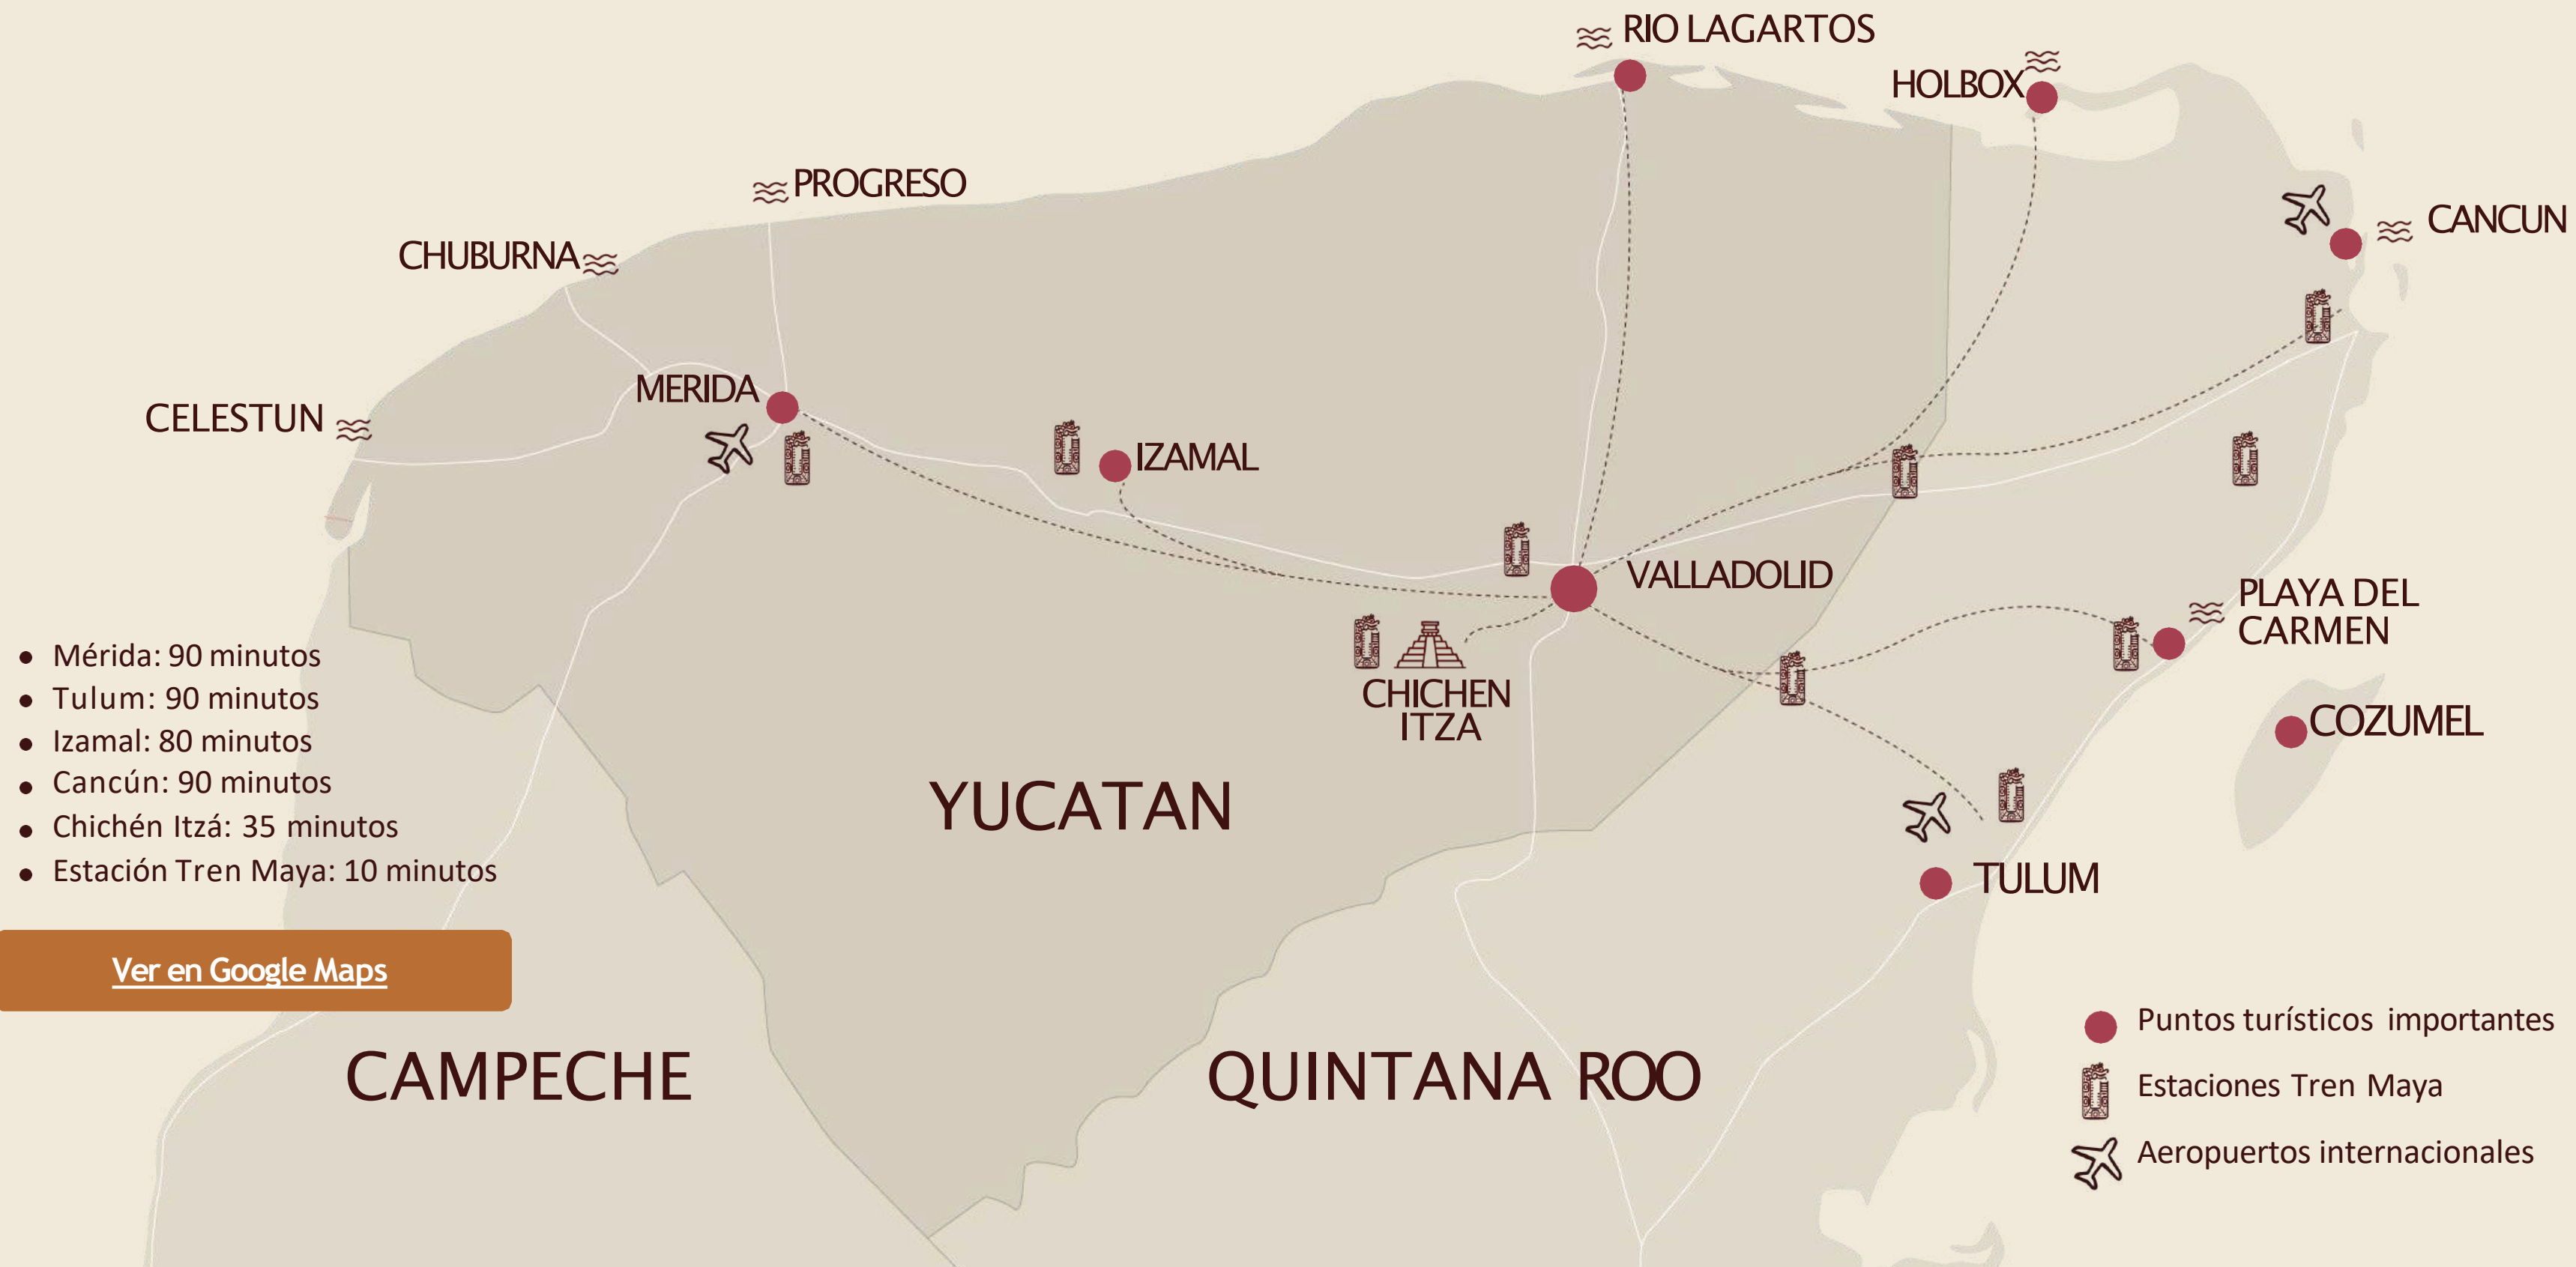 RIO LAGARTOS
HOLBOX
PROGRESO
CANCUN
CHUBURNA
MERIDA
CELESTUN
IZAMAL
VALLADOLID
PLAYA DEL
CARMEN
CHICHEN
ITZA
COZUMEL
YUCATAN
TULUM
• Mérida: 90 minutos
• Tulum: 90 minutos
• Izamal: 80 minutos
• Cancún: 90 minutos
• Chichén Itzá: 35 minutos
• Estación Tren Maya: 10 minutos
Ver en Google Maps
CAMPECHE
QUINTANA ROO
Puntos turísticos importantes
Estaciones Tren Maya
Aeropuertos internacionales